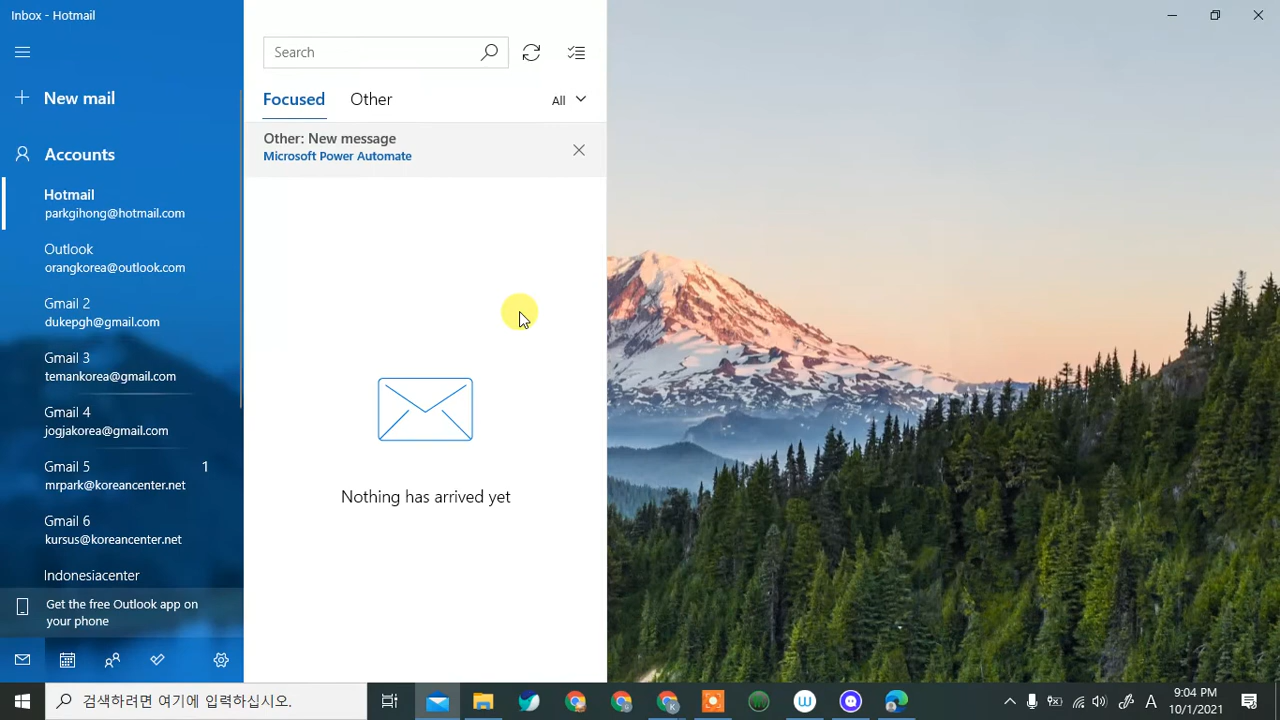 Inbox - Hotmail
Search
New mail
Focused
Other
All
Other: New message
Microsoft Power Automate
Accounts
Hotmail
parkgihong@hotmail.com
Outlook
orangkorea@outlook.com
Gmail 2
dukepgh@gmail.com
Gmail 3
temankorea@gmail.com
Gmail 4
jogjakorea@gmail.com
Gmail 5
1
mrpark@koreancenter.net
Gmail 6
kursus@koreancenter.net
Indonesiacenter
Nothing has arrived yet
Get the free Outlook app on
your phone
검색하려면 여기에 입력하십시오.
A
9:04 PM
10/1/2021